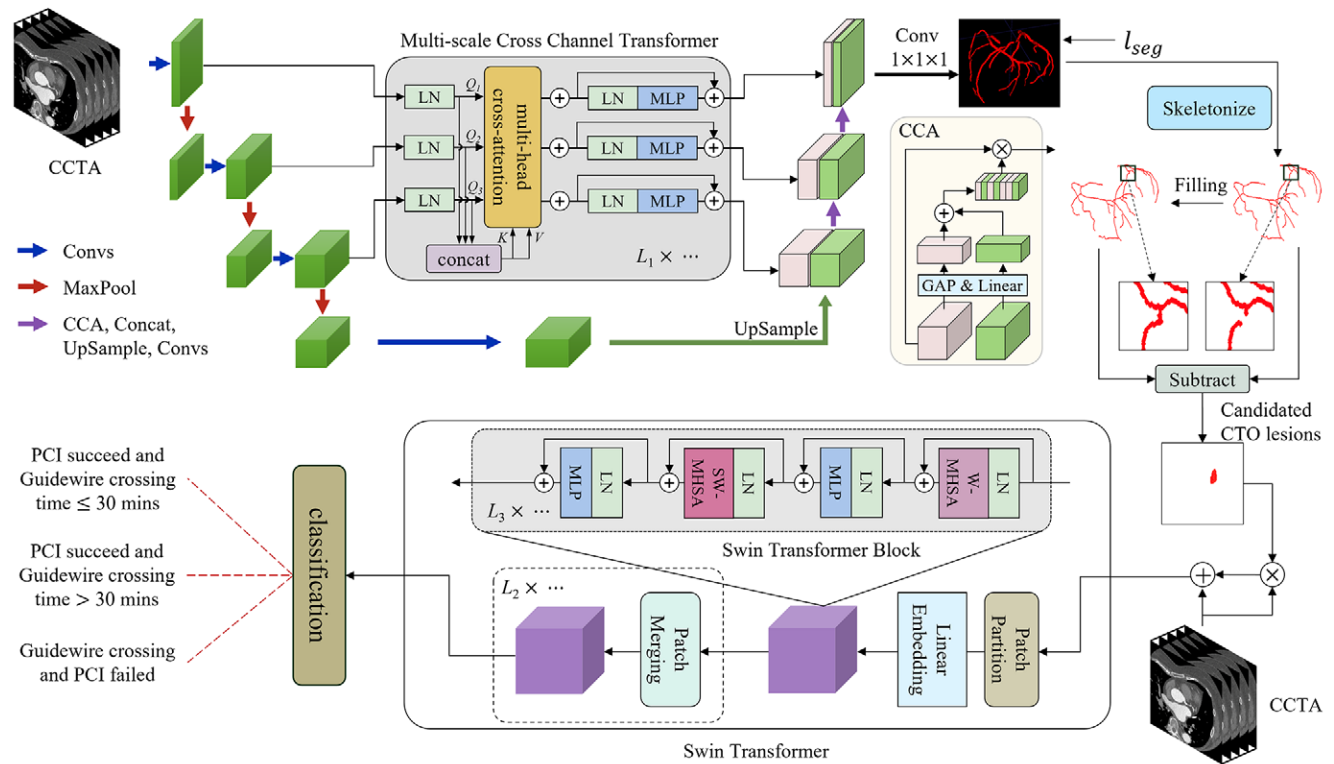 CCTA
Convs
MaxPool
CCA, Concat,
UpSample, Convs
Multi-scale Cross Channel Transformer
LN
Q1
LN
Q2
LN
Q3
multi-head
cross-attention
K
V
concat
LN
MLP
LN
MLP
LN
MLP
L1 × ⋯
UpSample
Conv
1×1×1
lseg
CCA
GAP & Linear
Skeletonize
Filling
Subtract
Candidated
CTO lesions
CCTA
Patch
Partition
Linear
Embedding
Patch
Merging
L2 × ⋯
LN
W-
MHSA
LN
MLP
LN
SW-
MHSA
LN
MLP
L3 × ⋯
Swin Transformer Block
Swin Transformer
classification
PCI succeed and
Guidewire crossing
time ≤ 30 mins
PCI succeed and
Guidewire crossing
time > 30 mins
Guidewire crossing
and PCI failed